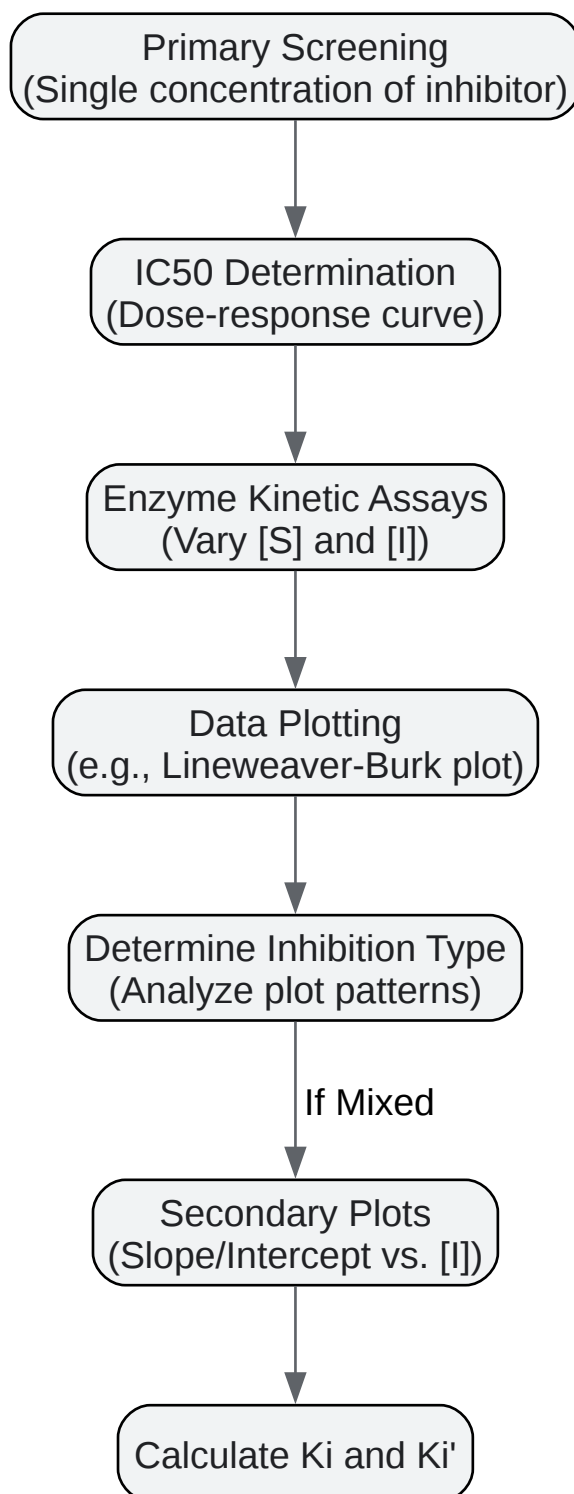 Primary Screening
(Single concentration of inhibitor)
IC50 Determination
(Dose-response curve)
Enzyme Kinetic Assays
(Vary [S] and [I])
Data Plotting
(e.g., Lineweaver-Burk plot)
Determine Inhibition Type
(Analyze plot patterns)
If Mixed
Secondary Plots
(Slope/Intercept vs. [I])
Calculate Ki and Ki'